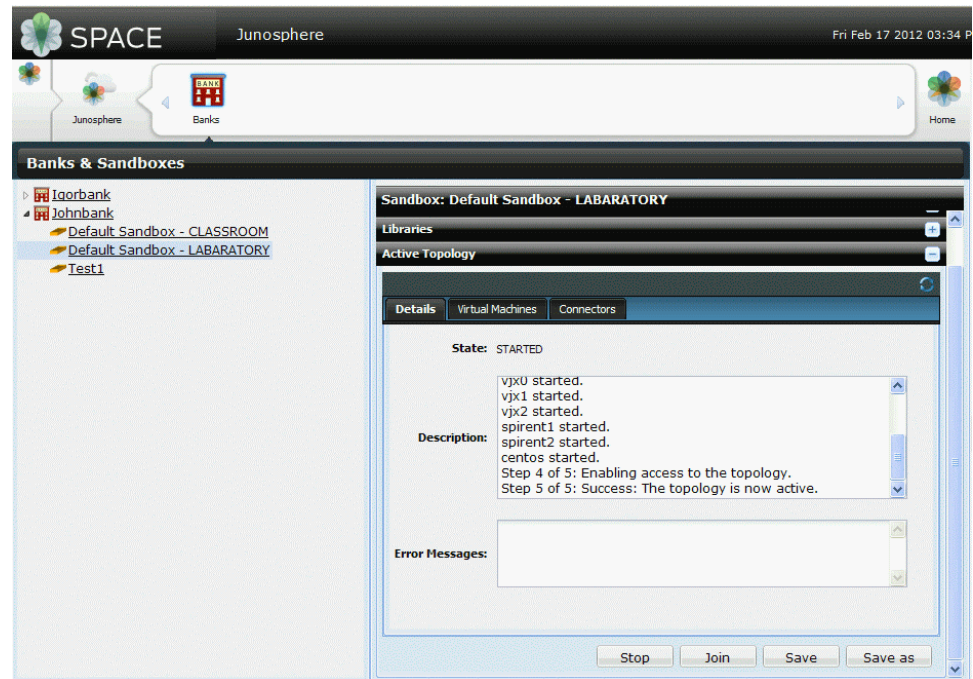 SPACE
Junosphere
Fri Feb 17 2012 03:34 P
Junosphere
BANK
Banks
Home
Banks & Sandboxes
Igorbank
Johnbank
Default Sandbox - CLASSROOM
Default Sandbox - LABARATORY
Test1
Sandbox: Default Sandbox - LABARATORY
Libraries
Active Topology
Details Virtual Machines Connectors
State: STARTED
Description:
vjx0 started.
vjx1 started.
vjx2 started.
spirent1 started.
spirent2 started.
centos started.
Step 4 of 5: Enabling access to the topology.
Step 5 of 5: Success: The topology is now active.
Error Messages:
Stop Join Save Save as